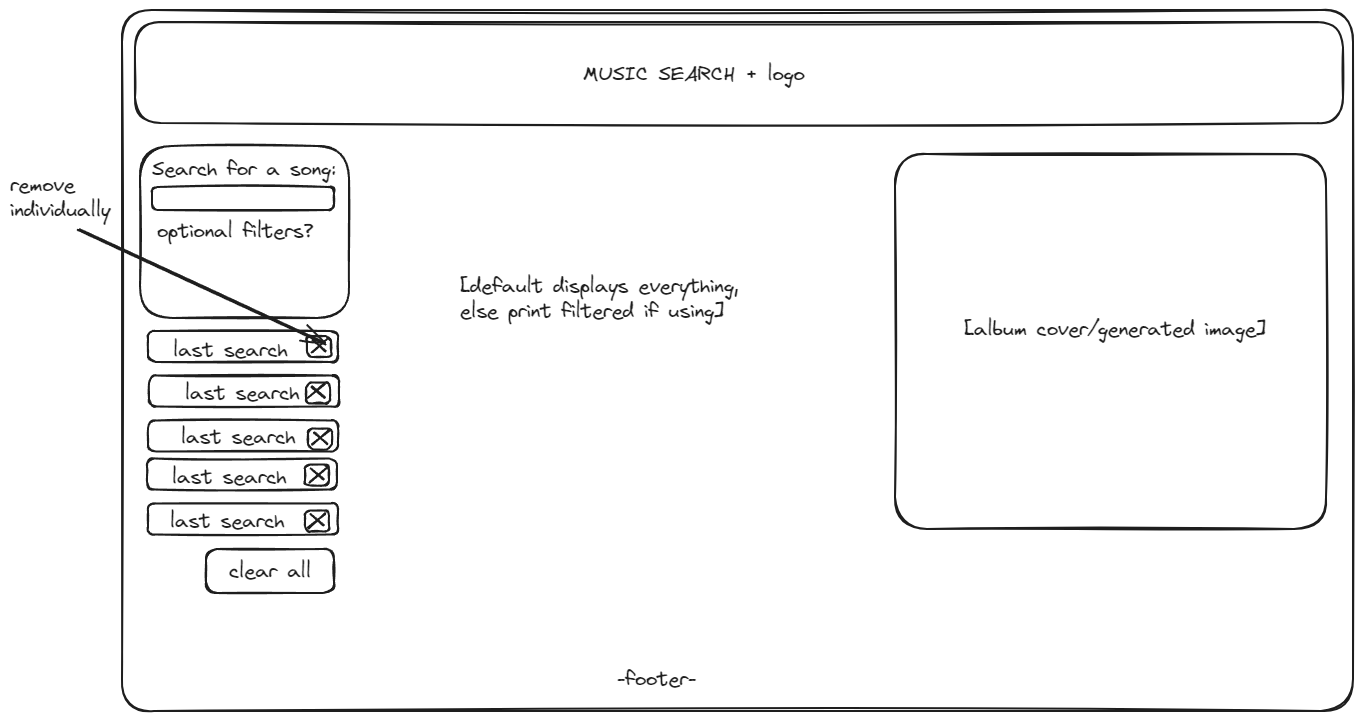 MUSIC SEARCH + logo
remove
individually
Search for a song:
optional filters?
last search
last search
last search
last search
last search
clear all
[default displays everything,
else print filtered if using]
[album cover/generated image]
-footer-